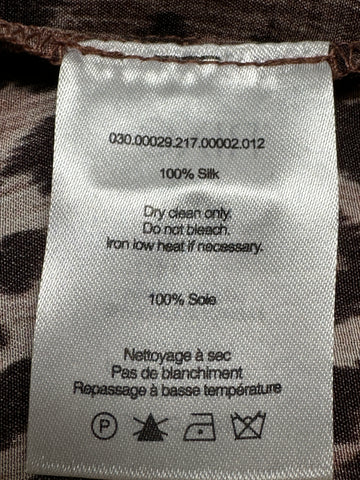 030.00029.217.00002.012
100% Silk
Dry clean only.
Do not bleach.
Iron low heat if necessary.
100% Soie
Nettoyage à sec
Pas de blanchiment
Repassage à basse température
P